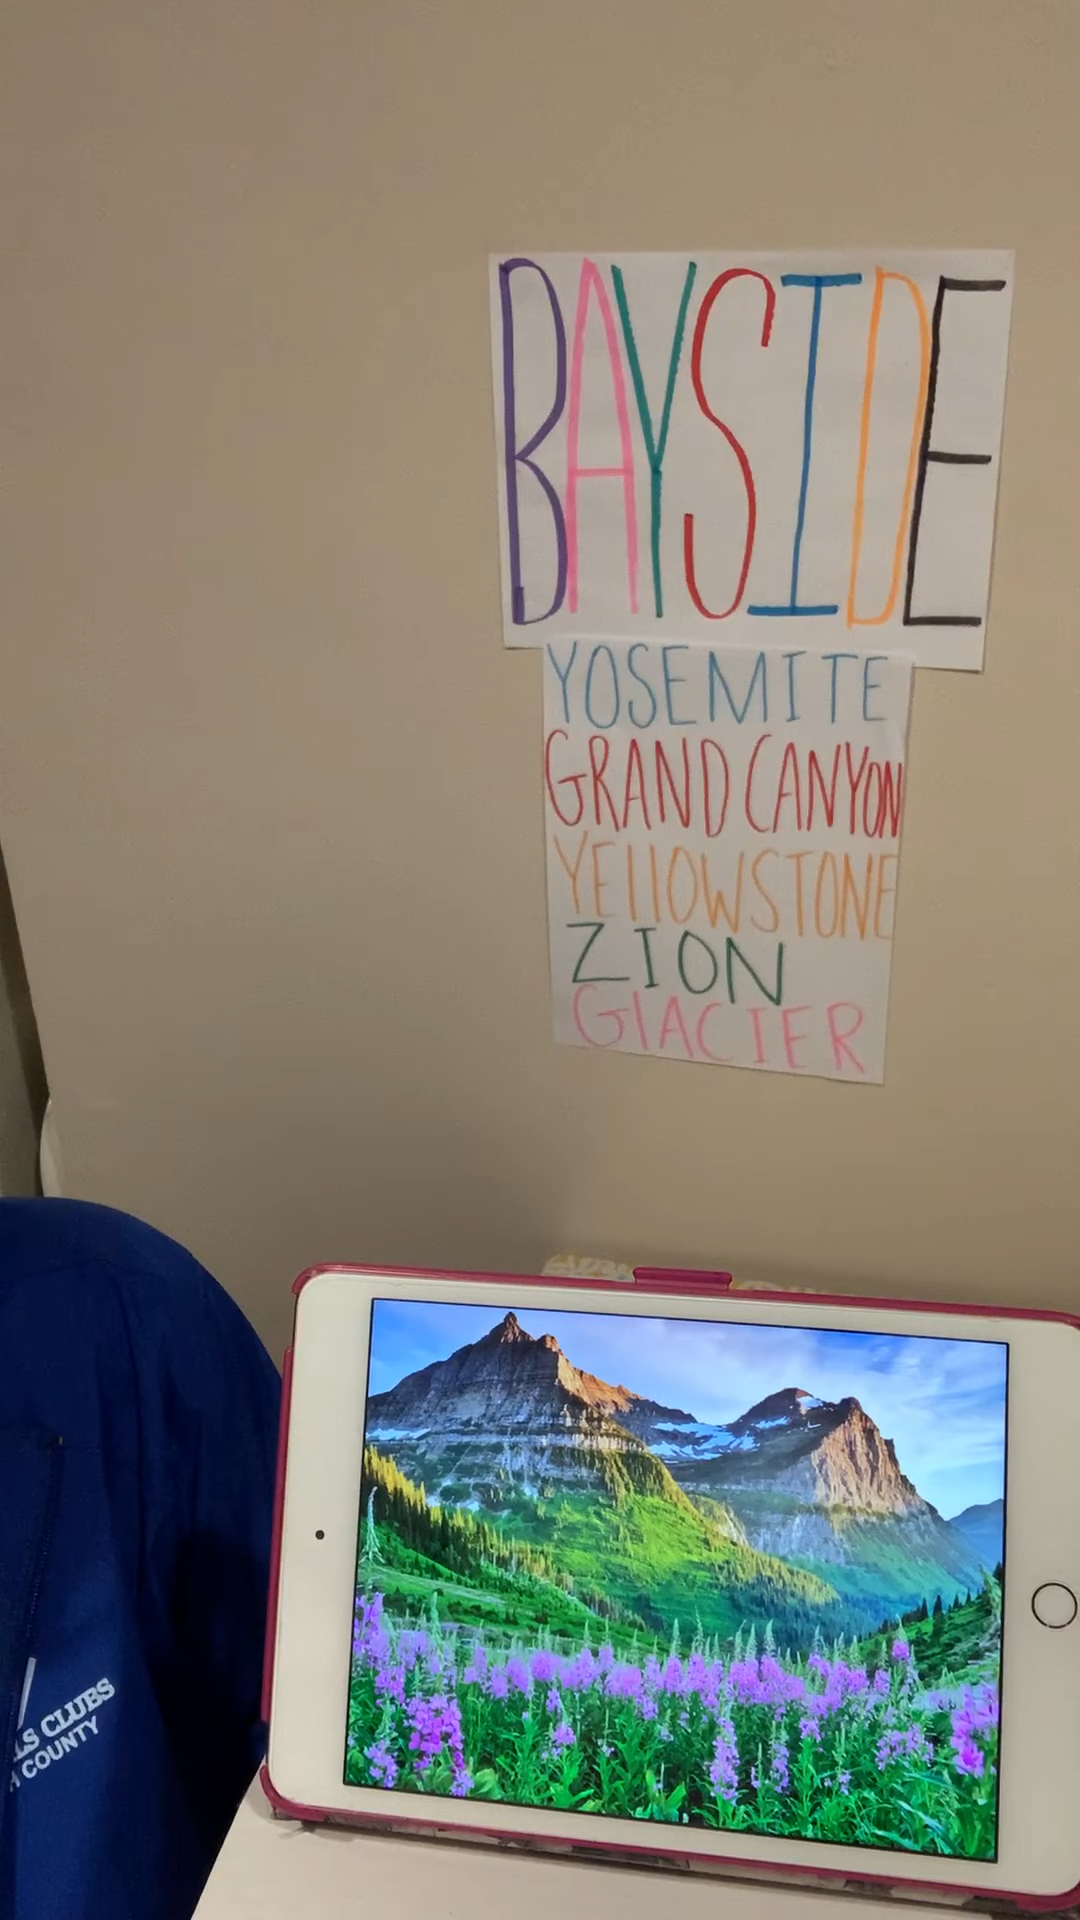 BAYSIDE
YOSEMITE
GRAND CANYON
YEllOWSTONE
ZION
GlACIER
CLUBS
COUNTY